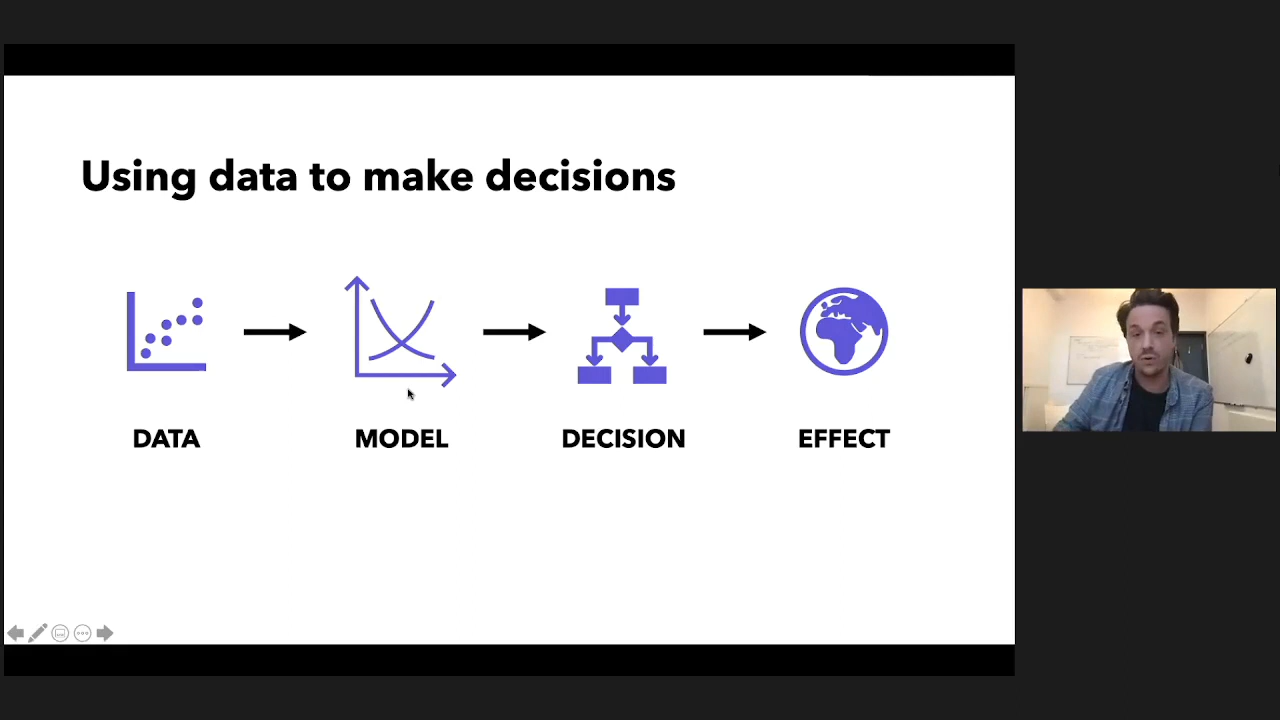 Using data to make decisions
DATA
MODEL
DECISION
EFFECT